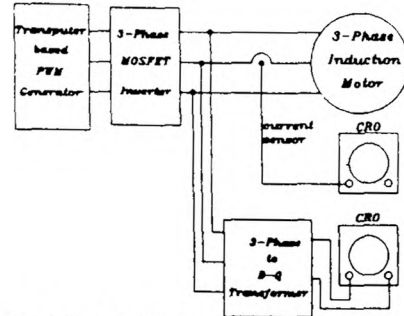 Transputer
based
PWM
Generator
3-Phase
MOSFET
Inverter
3-Phase
Induction
Motor
current
sensor
CRO
CRO
3-Phase
to
D-Q
Transformer